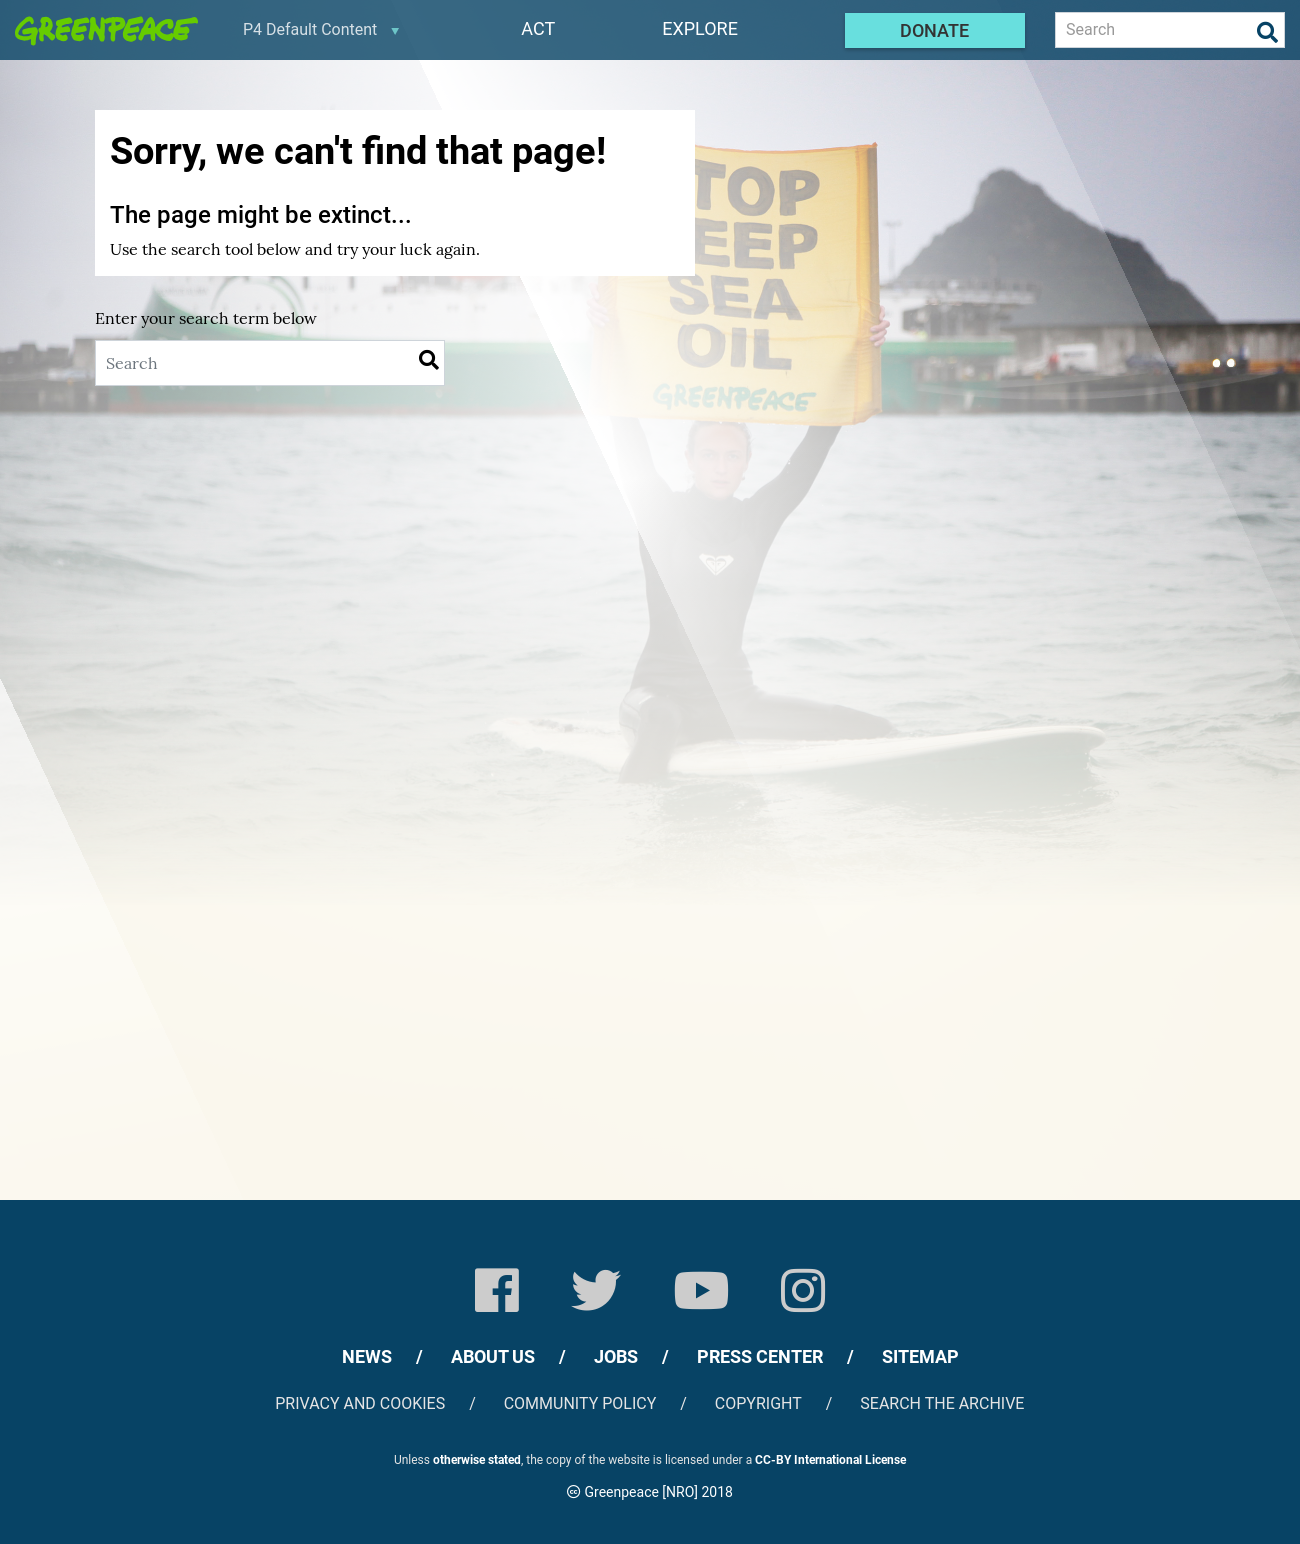 GREENPEACE
P4 Default Content ▼
ACT
EXPLORE
DONATE
Search
Sorry, we can't find that page!
The page might be extinct...
Use the search tool below and try your luck again.
TOP
EEP
SEA
OIL
GREENPEACE
Enter your search term below
Search
NEWS / ABOUT US / JOBS / PRESS CENTER / SITEMAP
PRIVACY AND COOKIES / COMMUNITY POLICY / COPYRIGHT / SEARCH THE ARCHIVE
Unless otherwise stated, the copy of the website is licensed under a CC-BY International License
🄯 Greenpeace [NRO] 2018